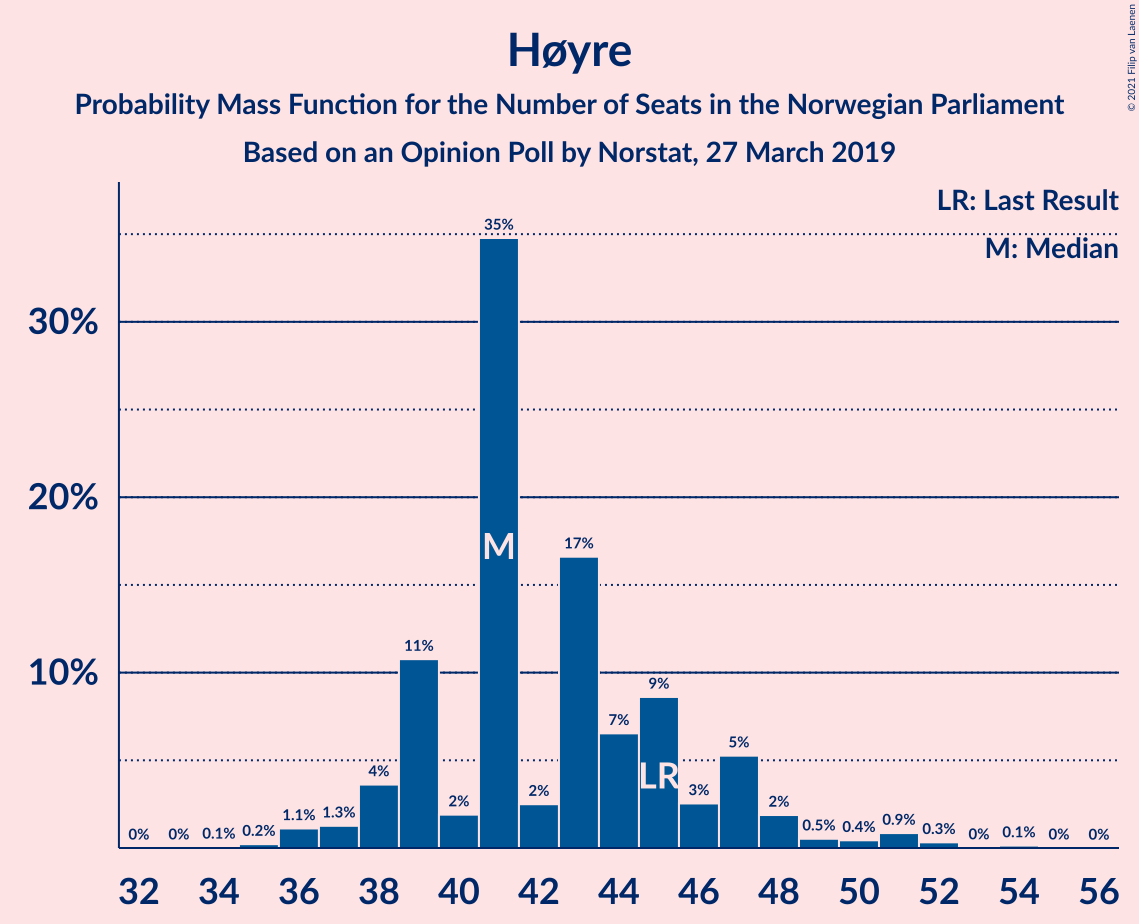 Høyre
Probability Mass Function for the Number of Seats in the Norwegian Parliament
Based on an Opinion Poll by Norstat, 27 March 2019
© 2021 Filip van Laenen
LR: Last Result
M: Median
30%
20%
10%
0% 0% 0.1% 0.2% 1.1% 1.3% 4% 11% 2% 35% 2% 17% 7% 9% 3% 5% 2% 0.5% 0.4% 0.9% 0.3% 0% 0.1% 0% 0%
M
LR
32 34 36 38 40 42 44 46 48 50 52 54 56